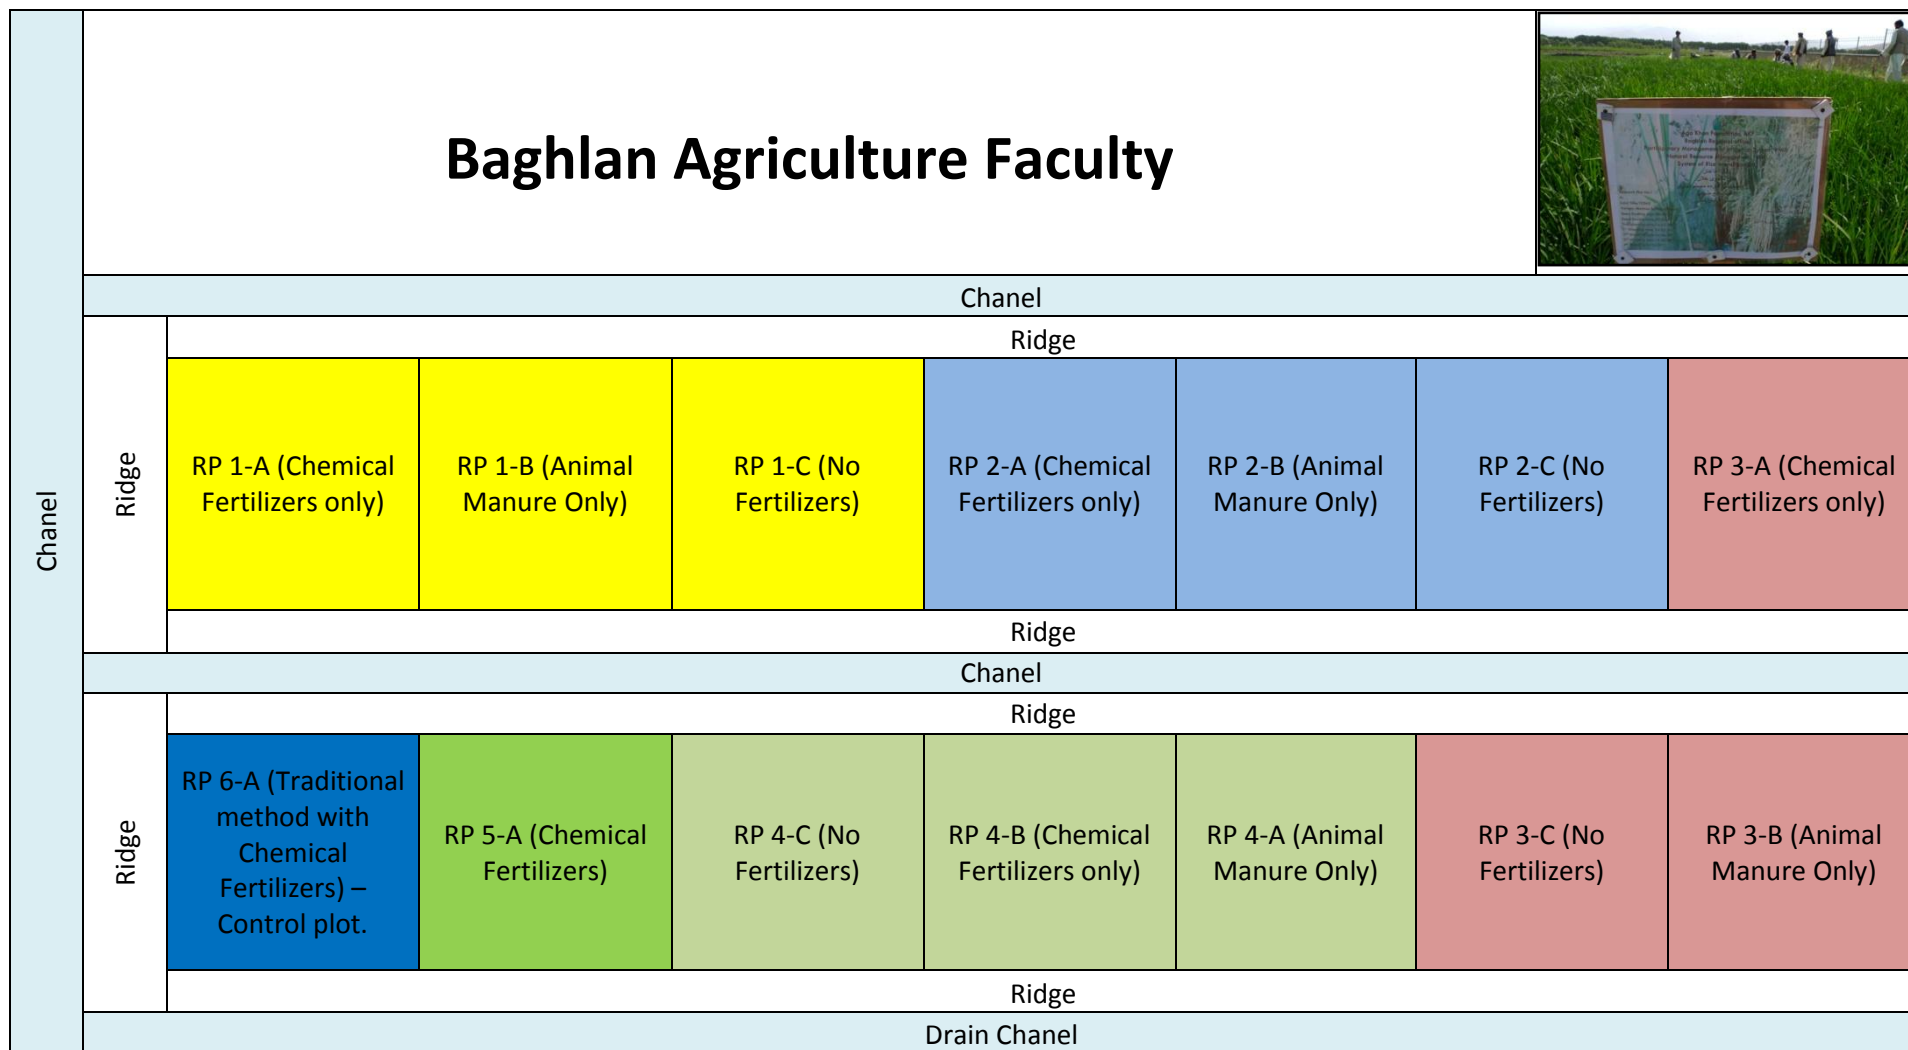 Baghlan Agriculture Faculty
Chanel
Chanel
Ridge
Ridge
RP 1-A (Chemical
Fertilizers only)
RP 1-B (Animal
Manure Only)
RP 1-C (No
Fertilizers)
RP 2-A (Chemical
Fertilizers only)
RP 2-B (Animal
Manure Only)
RP 2-C (No
Fertilizers)
RP 3-A (Chemical
Fertilizers only)
Ridge
Chanel
Ridge
Ridge
RP 6-A (Traditional
method with
Chemical
Fertilizers) –
Control plot.
RP 5-A (Chemical
Fertilizers)
RP 4-C (No
Fertilizers)
RP 4-B (Chemical
Fertilizers only)
RP 4-A (Animal
Manure Only)
RP 3-C (No
Fertilizers)
RP 3-B (Animal
Manure Only)
Ridge
Drain Chanel